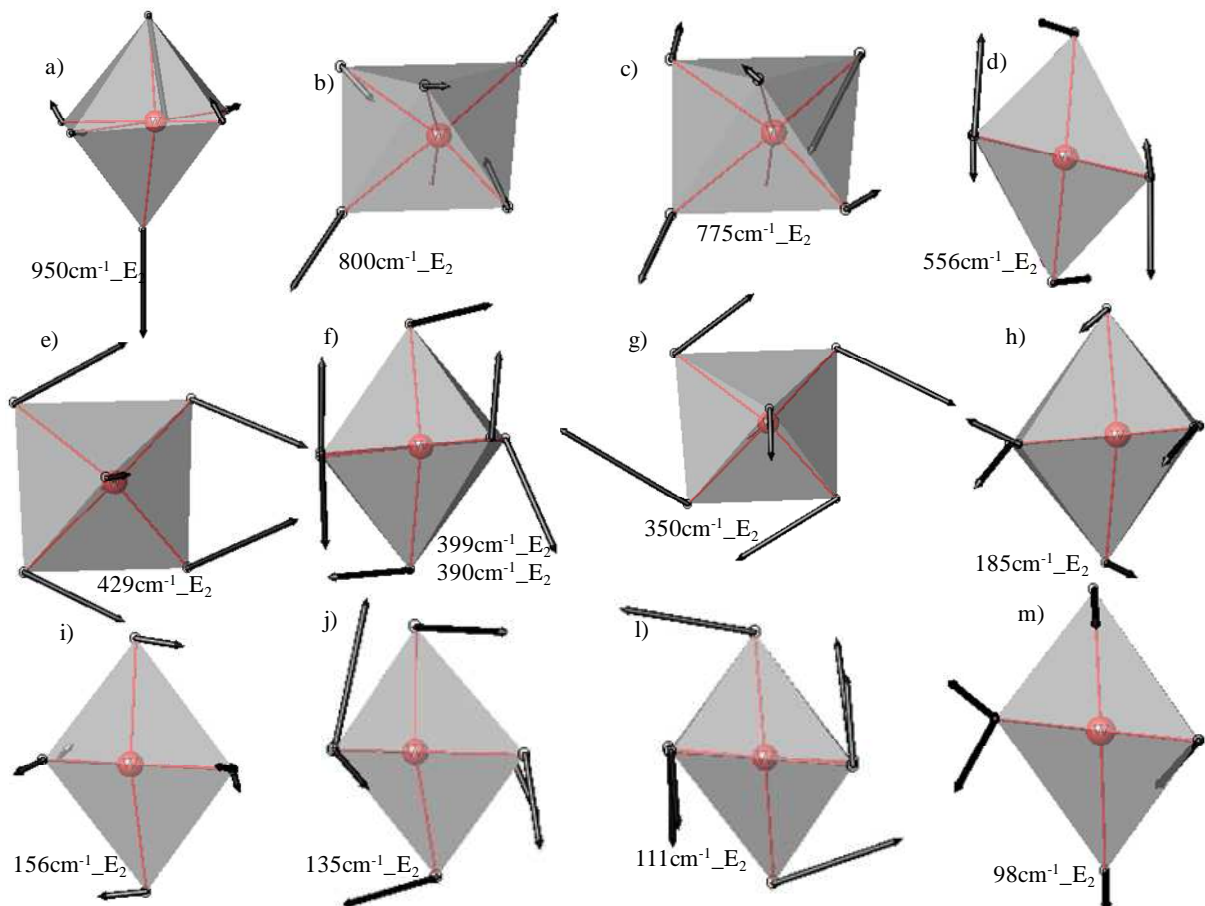 a)
950cm⁻¹_E₂
b)
800cm⁻¹_E₂
c)
775cm⁻¹_E₂
d)
556cm⁻¹_E₂
e)
429cm⁻¹_E₂
f)
399cm⁻¹_E₂
390cm⁻¹_E₂
g)
350cm⁻¹_E₂
h)
185cm⁻¹_E₂
i)
156cm⁻¹_E₂
j)
135cm⁻¹_E₂
l)
111cm⁻¹_E₂
m)
98cm⁻¹_E₂